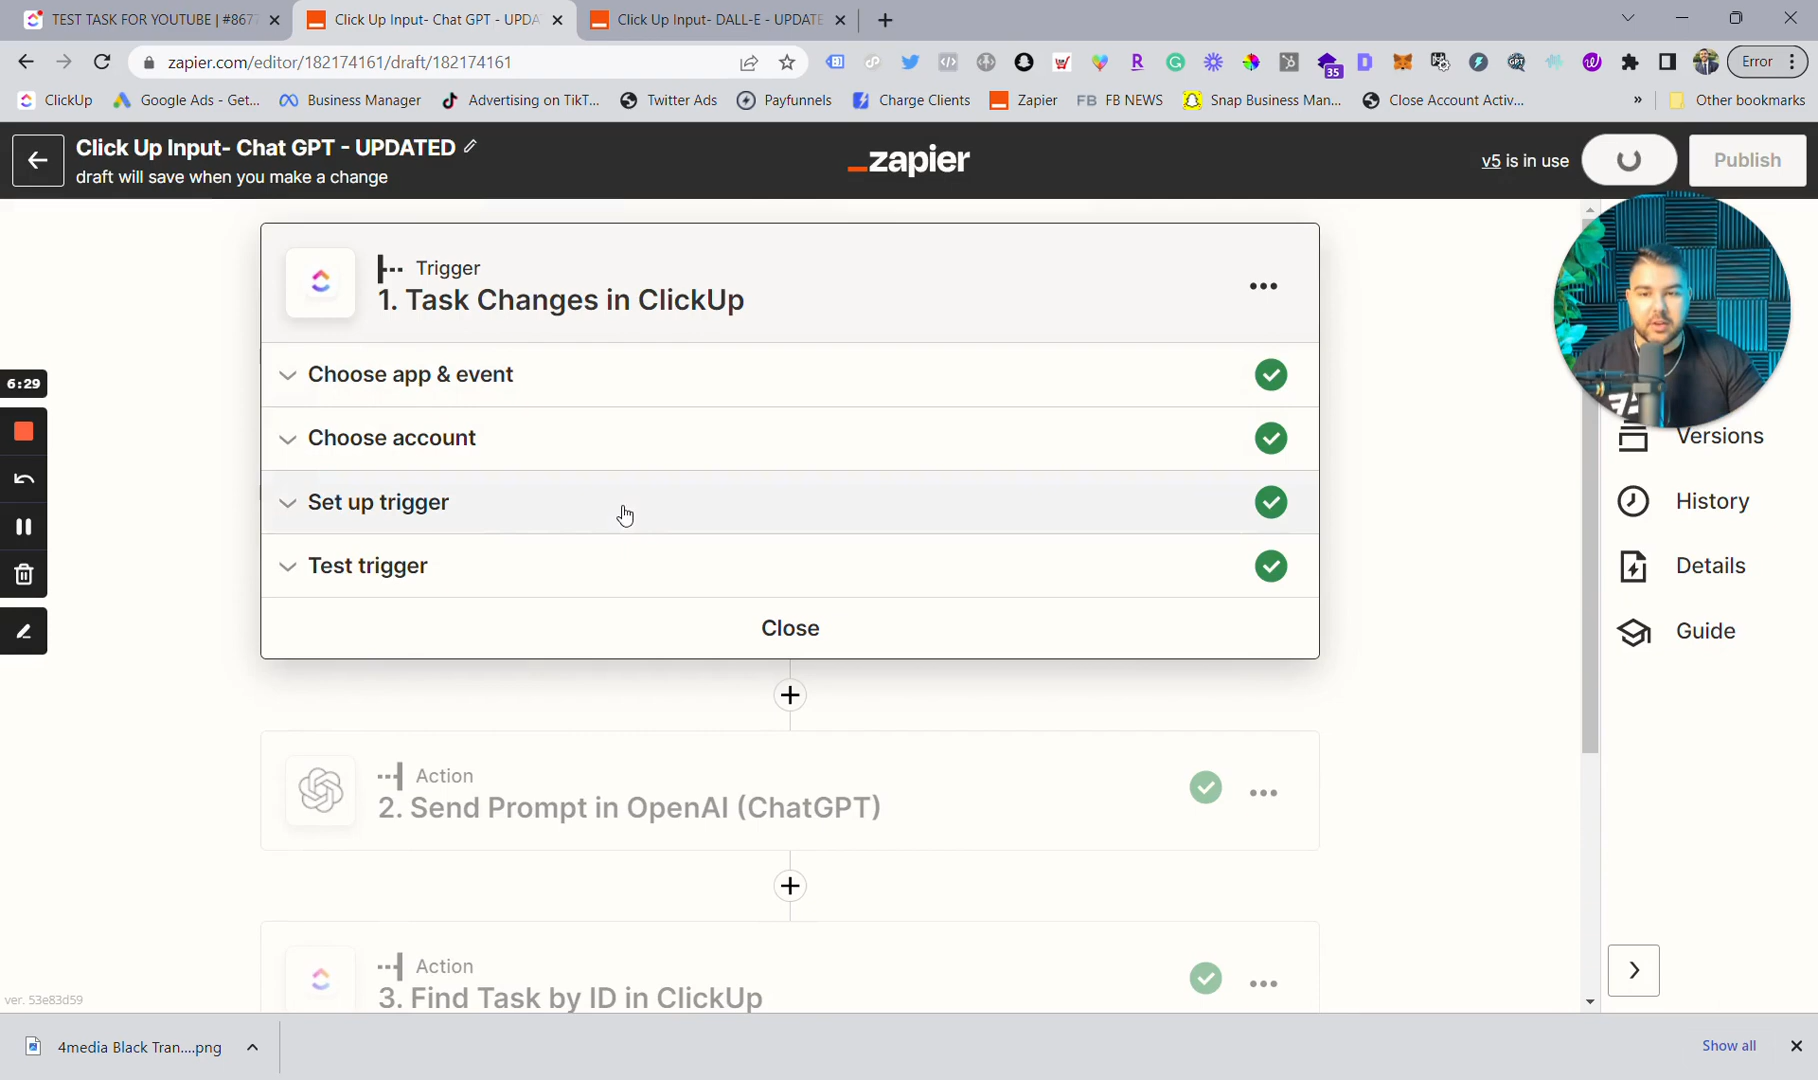 TEST TASK FOR YOUTUBE | #8677
Click Up Input- Chat GPT - UPDA
Click Up Input- DALL-E - UPDATE
zapier.com/editor/182174161/draft/182174161
35
Error
ClickUp
Google Ads - Get...
Business Manager
Advertising on TikT...
Twitter Ads
Payfunnels
Charge Clients
Zapier
FB FB NEWS
Snap Business Man...
Close Account Activ...
»
Other bookmarks
Click Up Input- Chat GPT - UPDATED
draft will save when you make a change
_zapier
v5 is in use
Publish
Trigger
1. Task Changes in ClickUp
Choose app & event
Choose account
Set up trigger
Test trigger
Close
Action
2. Send Prompt in OpenAI (ChatGPT)
Action
3. Find Task by ID in ClickUp
6:29
Versions
History
Details
Guide
ver. 53e83d59
4media Black Tran....png
Show all